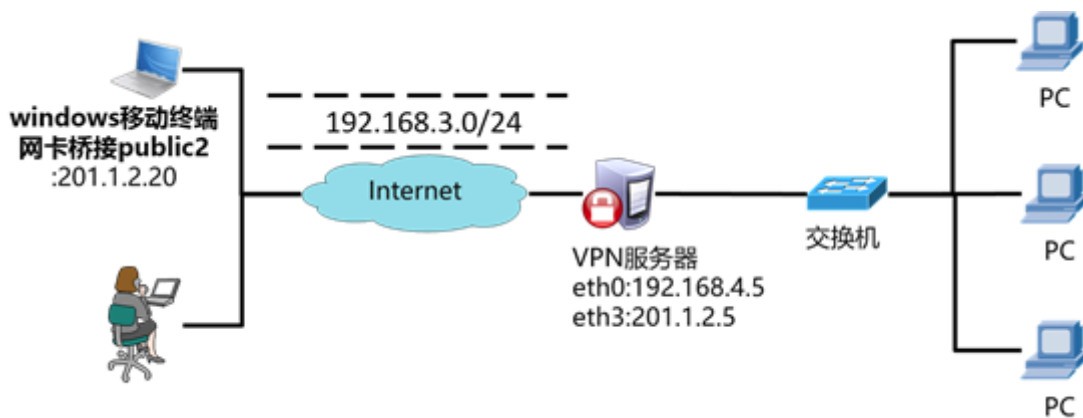 windows移动终端
网卡桥接public2
:201.1.2.20
192.168.3.0/24
Internet
VPN服务器
eth0:192.168.4.5
eth3:201.1.2.5
交换机
PC
PC
PC